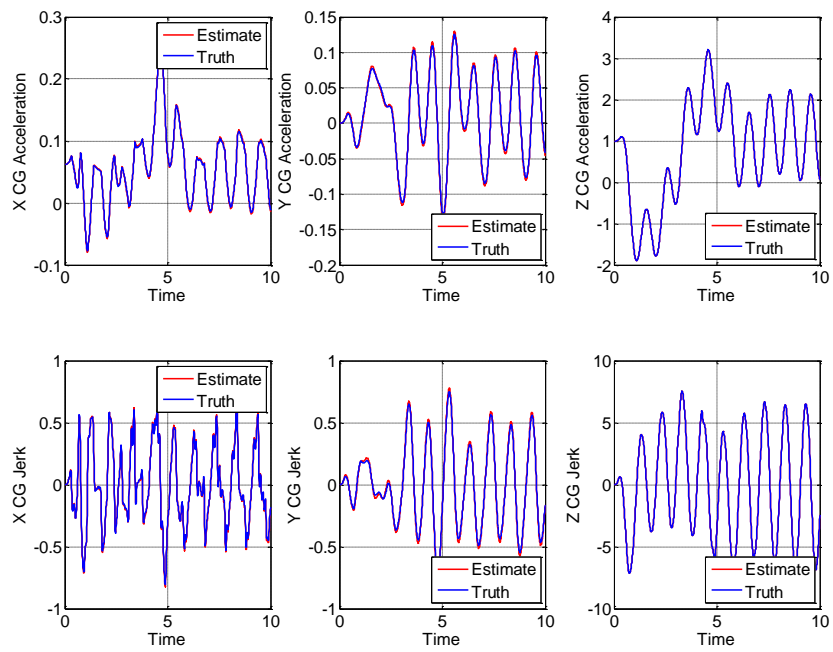 Estimate
Truth
0.3
0.2
0.1
0
-0.1
X CG Acceleration
0
5
10
Time
Estimate
Truth
0.15
0.1
0.05
0
-0.05
-0.1
0.15
0.2
Y CG Acceleration
0
5
10
Time
Estimate
Truth
4
3
2
1
0
-1
-2
Z CG Acceleration
0
5
10
Time
Estimate
Truth
1
0.5
0
-0.5
-1
X CG Jerk
0
5
10
Time
Estimate
Truth
1
0.5
0
-0.5
-1
Y CG Jerk
0
5
10
Time
Estimate
Truth
10
5
0
-5
-10
Z CG Jerk
0
5
10
Time